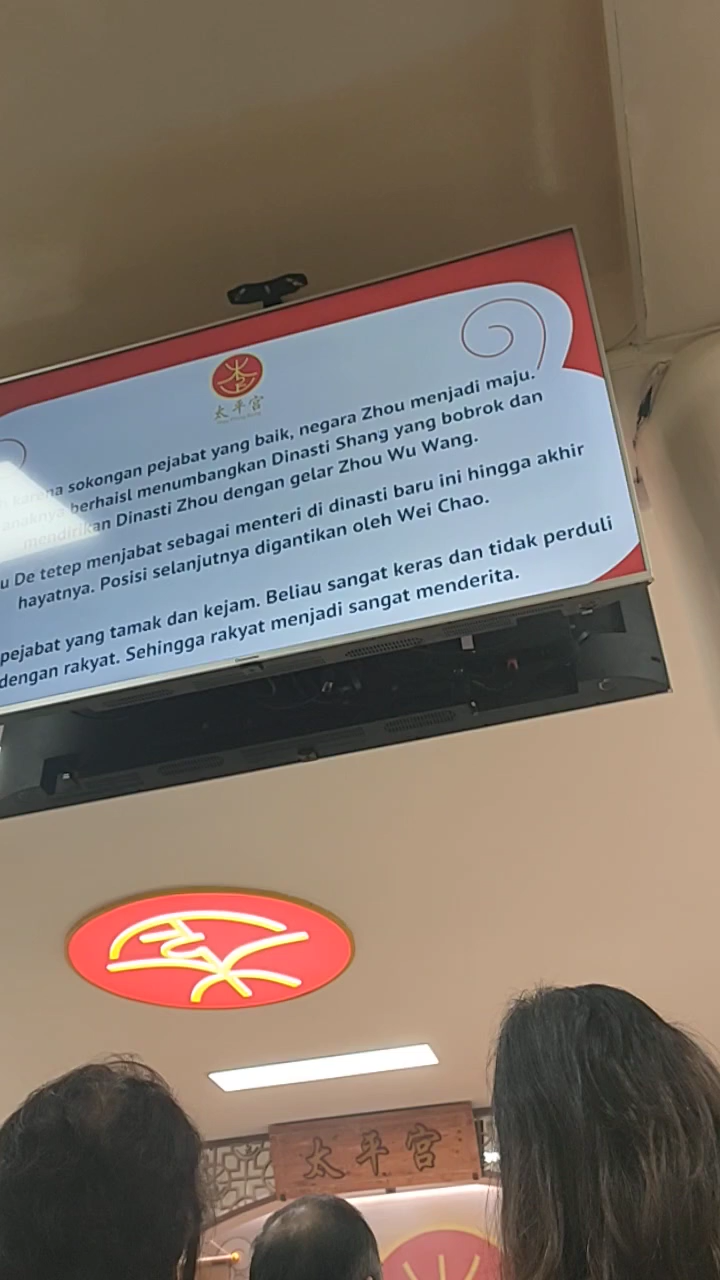 太平宮
karena sokongan pejabat yang baik, negara Zhou menjadi maju.
anaknya berhaisl menumbangkan Dinasti Shang yang bobrok dan
mendirikan Dinasti Zhou dengan gelar Zhou Wu Wang.
De tetep menjabat sebagai menteri di dinasti baru ini hingga akhir
hayatnya. Posisi selanjutnya digantikan oleh Wei Chao.
pejabat yang tamak dan kejam. Beliau sangat keras dan tidak perduli
dengan rakyat. Sehingga rakyat menjadi sangat menderita.
太平宮